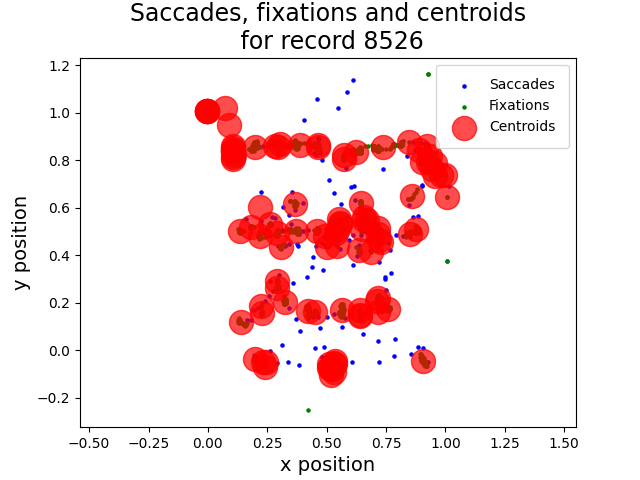 Saccades, fixations and centroids
for record 8526
Saccades
Fixations
Centroids
1.2
1.0
0.8
0.6
0.4
0.2
0.0
−0.2
y position
−0.50
−0.25
0.00
0.25
0.50
0.75
1.00
1.25
1.50
x position